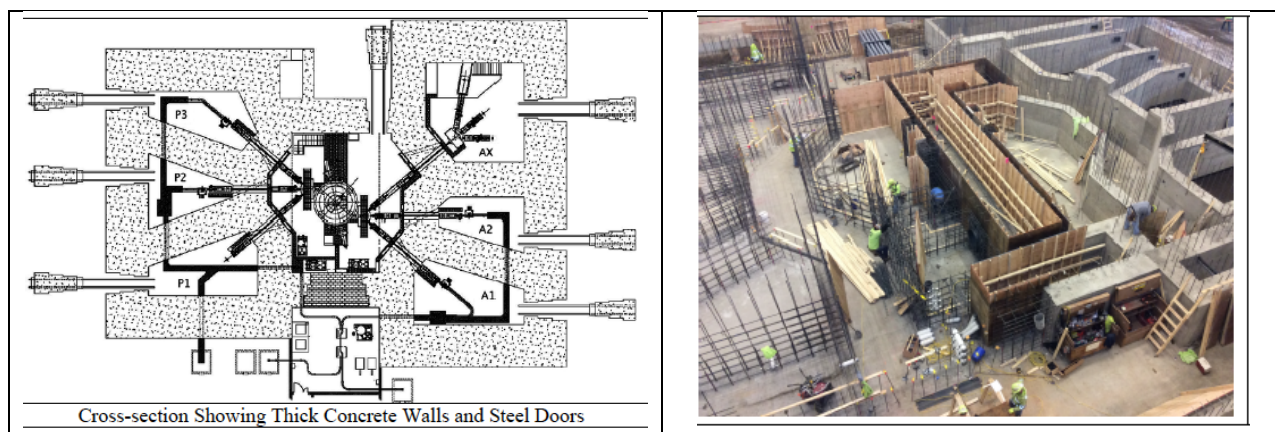 P3
AX
P2
A2
P1
A1
Cross-section Showing Thick Concrete Walls and Steel Doors